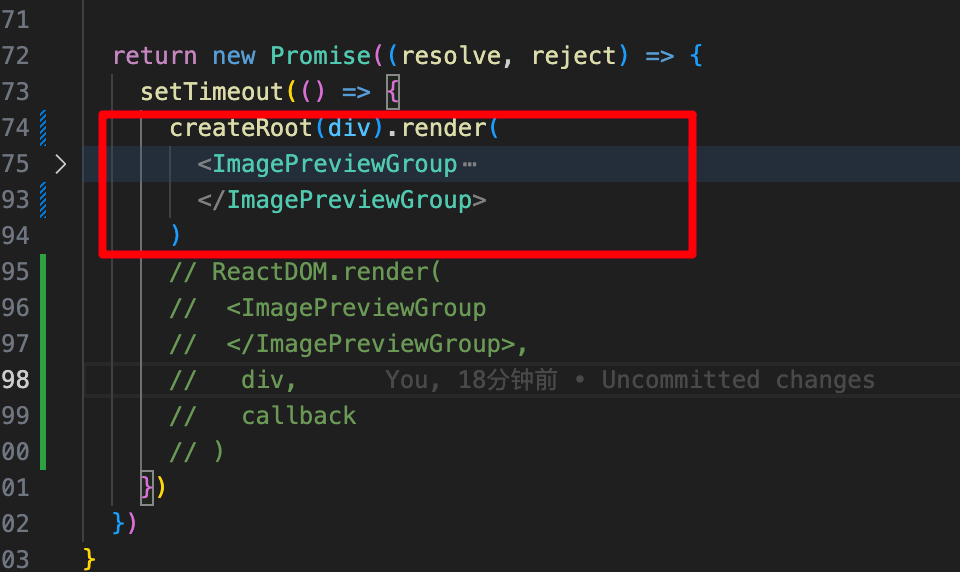 71
72 return new Promise((resolve, reject) => {
73 setTimeout(() => {
74 createRoot(div).render(
75 <ImagePreviewGroup ⋯
93 </ImagePreviewGroup>
94 )
95 // ReactDOM.render(
96 // <ImagePreviewGroup
97 // </ImagePreviewGroup>,
98 // div, You, 18分钟前 • Uncommitted changes
99 // callback
00 // )
01 })
02 })
03 }